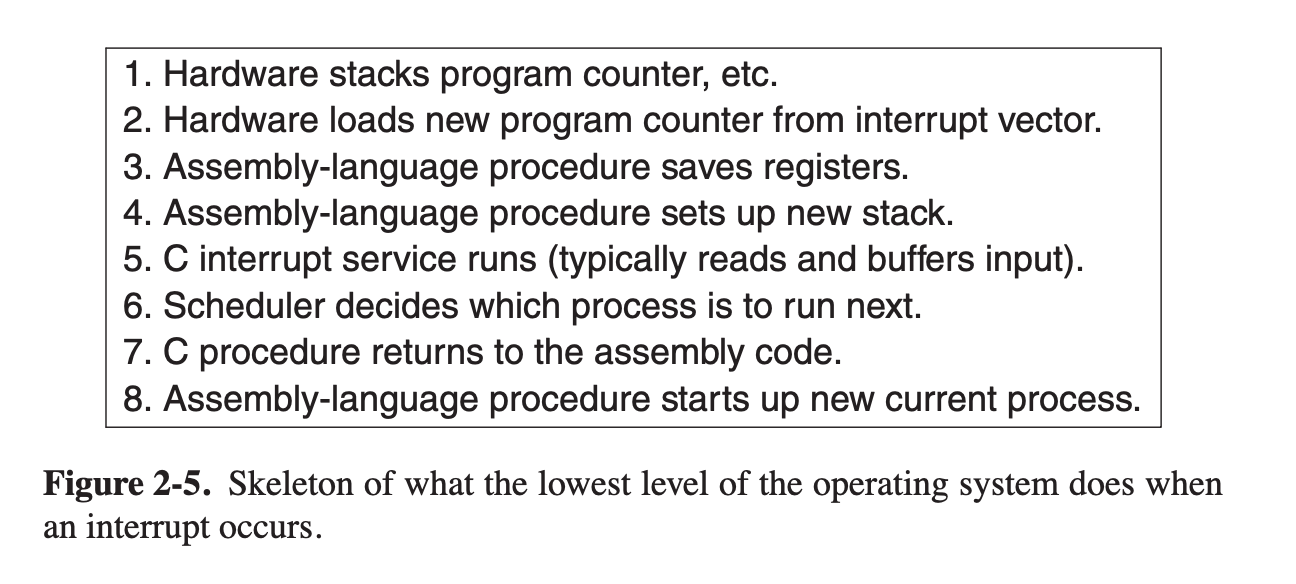 1. Hardware stacks program counter, etc.
2. Hardware loads new program counter from interrupt vector.
3. Assembly-language procedure saves registers.
4. Assembly-language procedure sets up new stack.
5. C interrupt service runs (typically reads and buffers input).
6. Scheduler decides which process is to run next.
7. C procedure returns to the assembly code.
8. Assembly-language procedure starts up new current process.
Figure 2-5. Skeleton of what the lowest level of the operating system does when
an interrupt occurs.